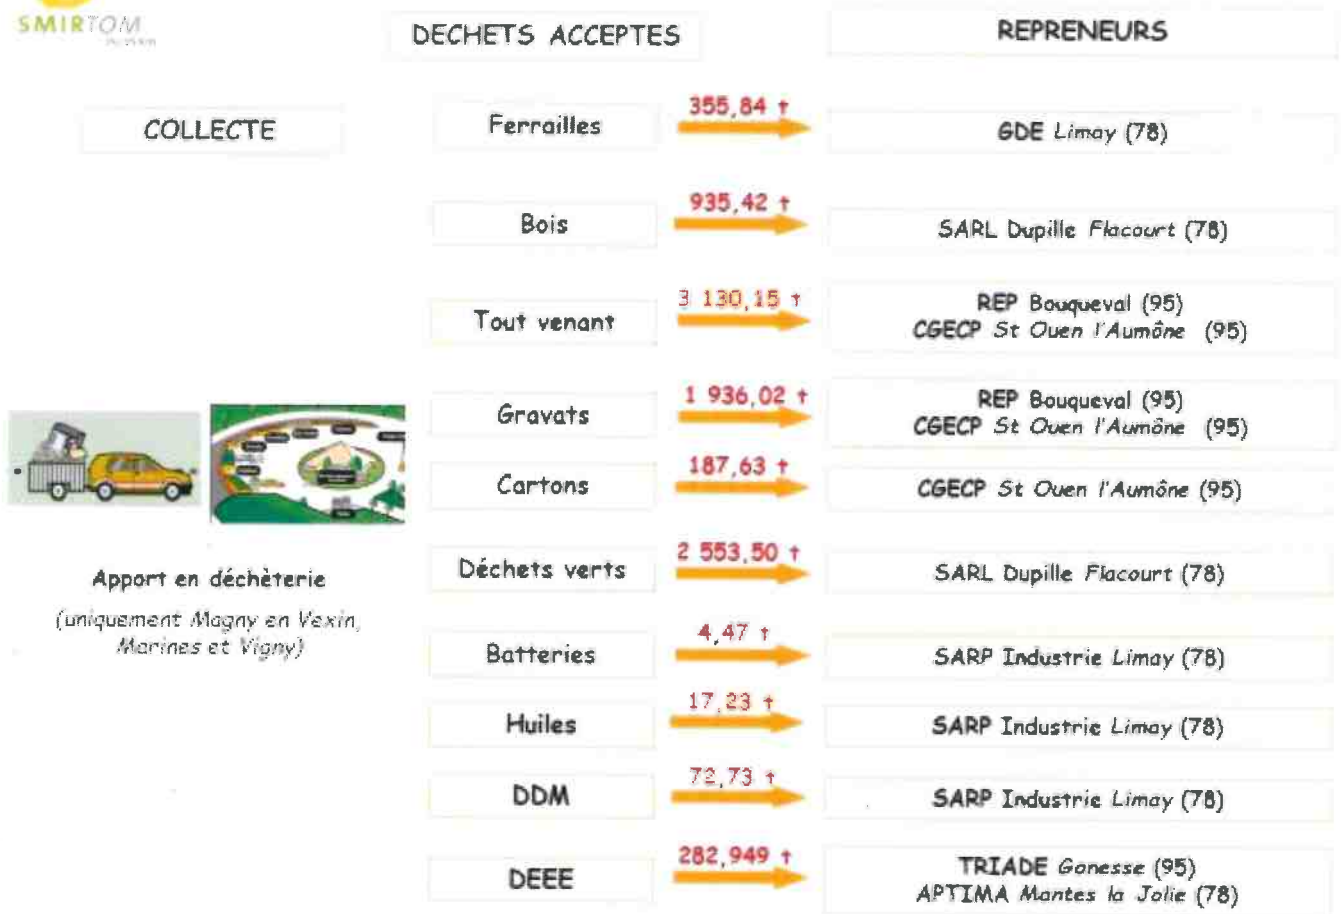 SMIRTOM
DECHETS ACCEPTES
REPRENEURS
COLLECTE
Ferrailles
355,84 t
GDE Limay (78)
Bois
935,42 t
SARL Dupille Flacourt (78)
Tout venant
3 130,15 t
REP Bouqueval (95)
CGECP St Ouen l'Aumône (95)
Gravats
1 936,02 t
REP Bouqueval (95)
CGECP St Ouen l'Aumône (95)
Cartons
187,63 t
CGECP St Ouen l'Aumône (95)
Apport en déchèterie
(uniquement Magny en Vexin,
Marines et Vigny)
Déchets verts
2 553,50 t
SARL Dupille Flacourt (78)
Batteries
4,47 t
SARP Industrie Limay (78)
Huiles
17,23 t
SARP Industrie Limay (78)
DDM
72,73 t
SARP Industrie Limay (78)
DEEE
282,949 t
TRIADE Gonesse (95)
APTIMA Mantes la Jolie (78)